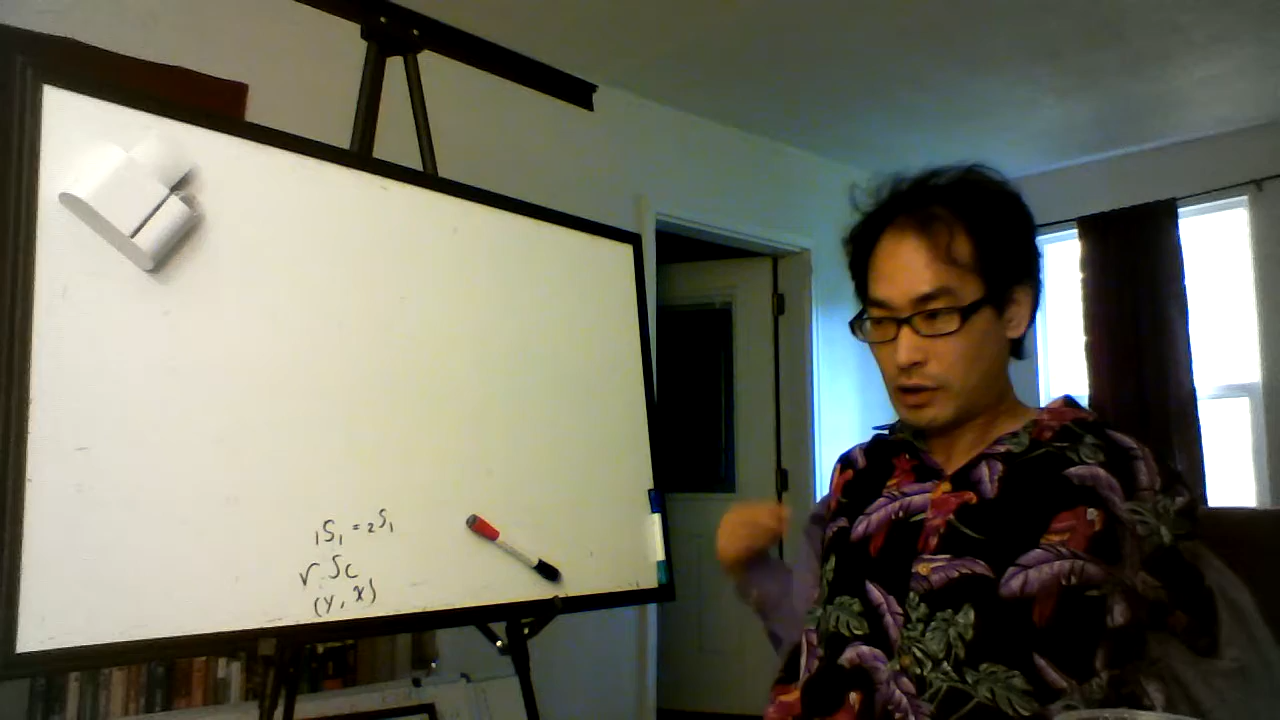 ₁S₁ = ₂S₁
r Sc
(y, x)